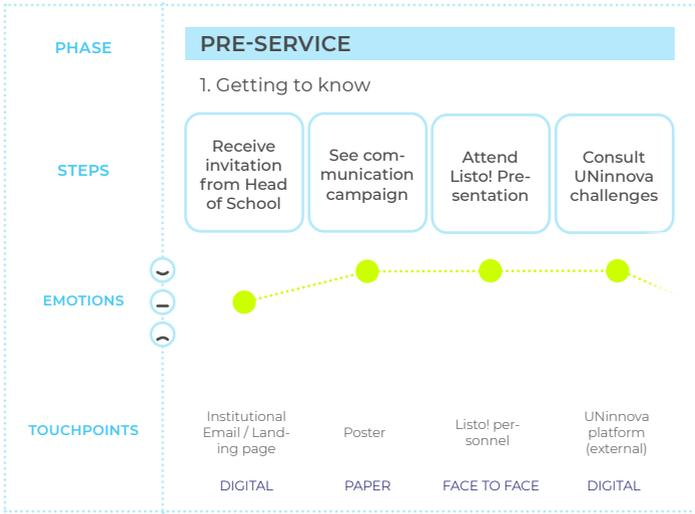 PHASE
PRE-SERVICE
1. Getting to know
STEPS
Receive
invitation
from Head
of School
See com-
munication
campaign
Attend
Listo! Pre-
sentation
Consult
UNinnova
challenges
EMOTIONS
TOUCHPOINTS
Institutional
Email / Land-
ing page
Poster
Listo! per-
sonnel
UNinnova
platform
(external)
DIGITAL
PAPER
FACE TO FACE
DIGITAL